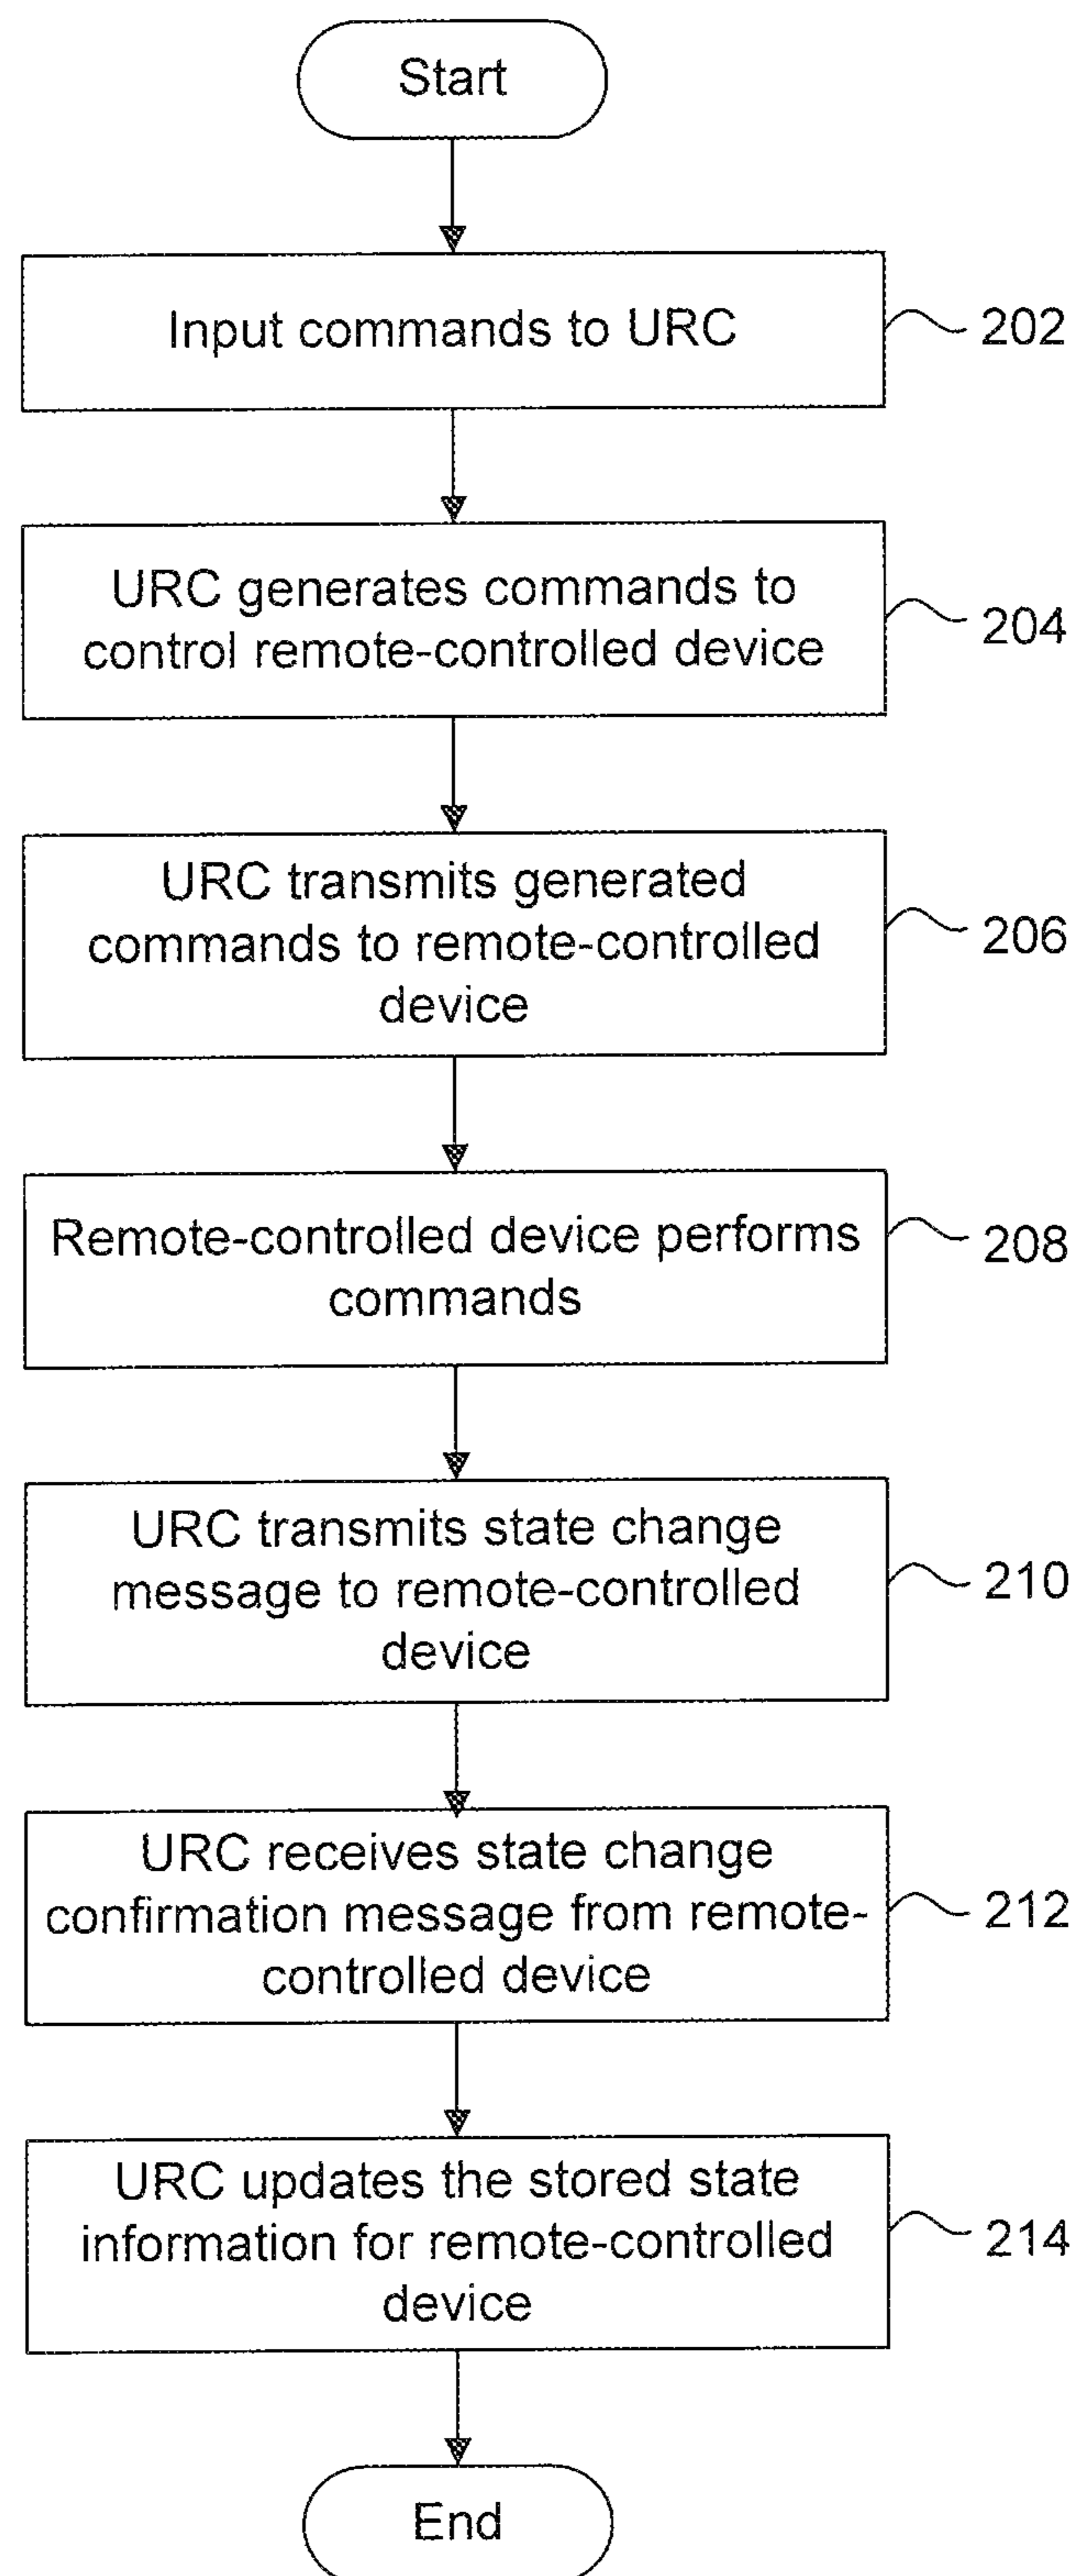 Start
Input commands to URC
202
URC generates commands to
control remote-controlled device
204
URC transmits generated
commands to remote-controlled
device
206
Remote-controlled device performs
commands
208
URC transmits state change
message to remote-controlled
device
210
URC receives state change
confirmation message from remote-
controlled device
212
URC updates the stored state
information for remote-controlled
device
214
End